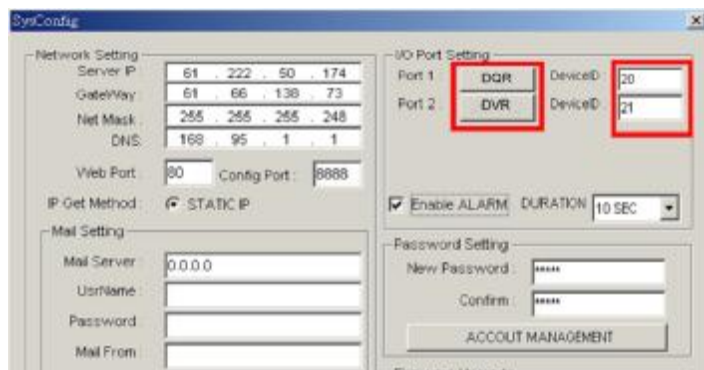 SysConfig
Network Setting
Server IP
61 . 222 . 50 . 174
GateWay :
61 . 66 . 138 . 73
Net Mask :
255 . 255 . 255 . 248
DNS:
168 . 95 . 1 . 1
Web Port :
80
Config Port :
8888
IP Get Method :
STATIC IP
Mail Setting
Mail Server :
0.0.0.0
UsrName :
Password :
Mail From :
I/O Port Setting
Port 1
DQR
DeviceID :
20
Port 2
DVR
DeviceID :
21
Enable ALARM
DURATION
10 SEC
Password Setting
New Password :
*****
Confirm :
*****
ACCOUT MANAGEMENT